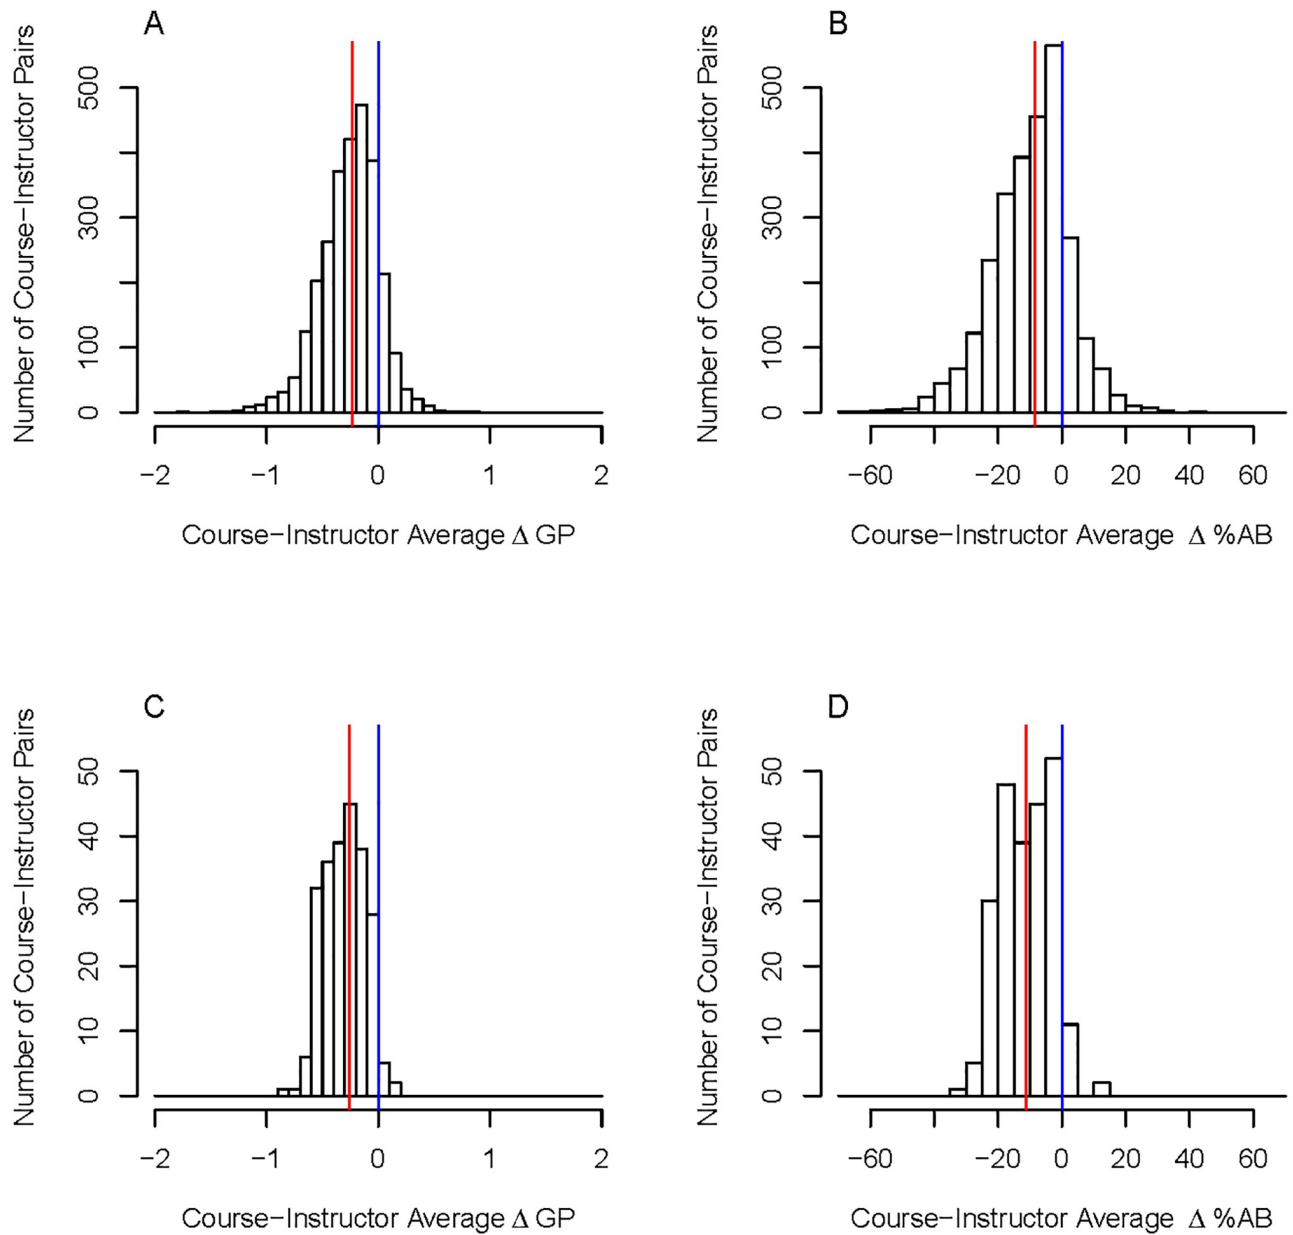 A
Number of Course−Instructor Pairs
500
300
100
0
−2 −1 0 1 2
Course−Instructor Average Δ GP
B
Number of Course−Instructor Pairs
500
300
100
0
−60 −20 0 20 40 60
Course−Instructor Average Δ %AB
C
Number of Course−Instructor Pairs
50
40
30
20
10
0
−2 −1 0 1 2
Course−Instructor Average Δ GP
D
Number of Course−Instructor Pairs
50
40
30
20
10
0
−60 −20 0 20 40 60
Course−Instructor Average Δ %AB